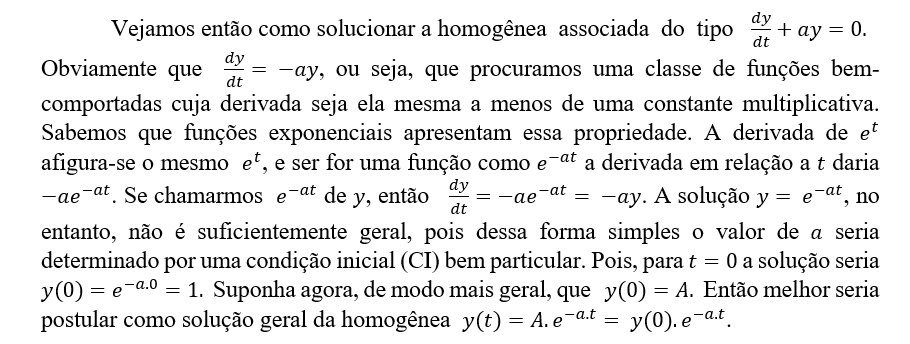 Vejamos então como solucionar a homogênea associada do tipo dy/dt + ay = 0.
Obviamente que dy/dt = −ay, ou seja, que procuramos uma classe de funções bem-
comportadas cuja derivada seja ela mesma a menos de uma constante multiplicativa.
Sabemos que funções exponenciais apresentam essa propriedade. A derivada de e^t
afigura-se o mesmo e^t, e ser for uma função como e^−at a derivada em relação a t daria
−ae^−at. Se chamarmos e^−at de y, então dy/dt = −ae^−at = −ay. A solução y = e^−at, no
entanto, não é suficientemente geral, pois dessa forma simples o valor de a seria
determinado por uma condição inicial (CI) bem particular. Pois, para t = 0 a solução seria
y(0) = e^−a.0 = 1. Suponha agora, de modo mais geral, que y(0) = A. Então melhor seria
postular como solução geral da homogênea y(t) = A. e^−a.t = y(0). e^−a.t.